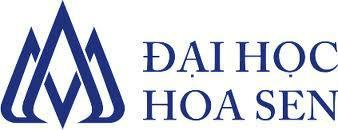 ĐẠI HỌC
HOA SEN